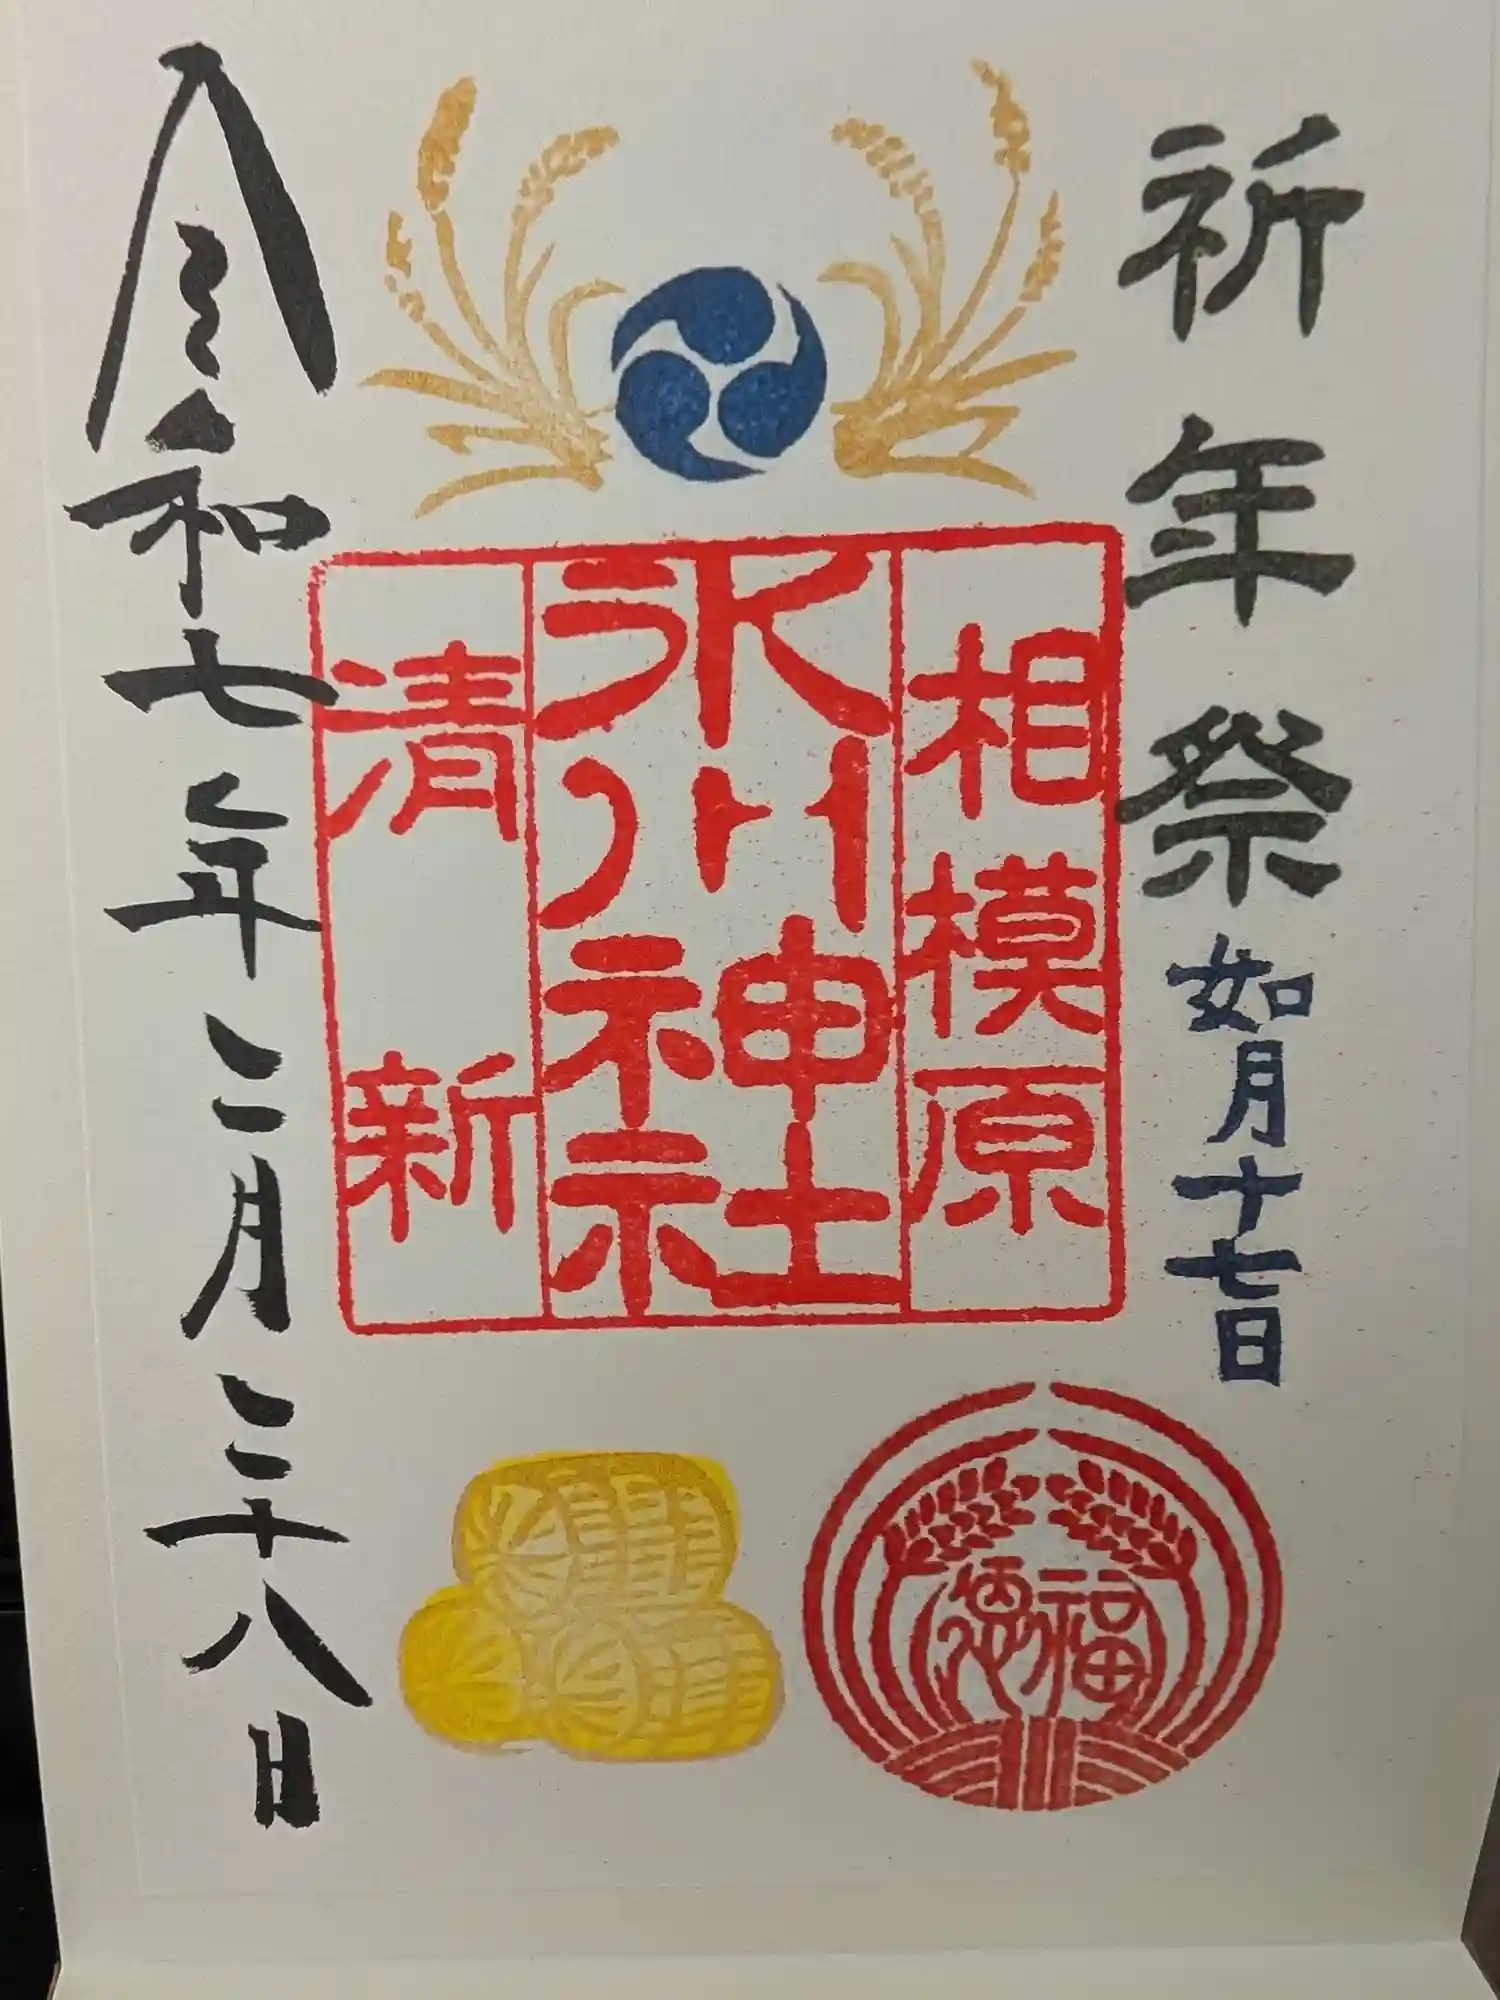 祈年祭 如月十七日
相模原
氷川神社
清新
福
令和七年二月二十八日